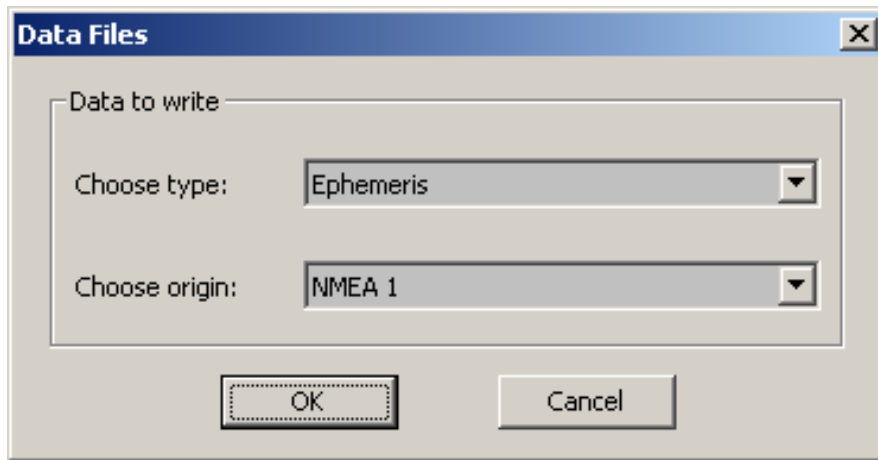 Data Files
Data to write
Choose type: Ephemeris
Choose origin: NMEA 1
OK Cancel